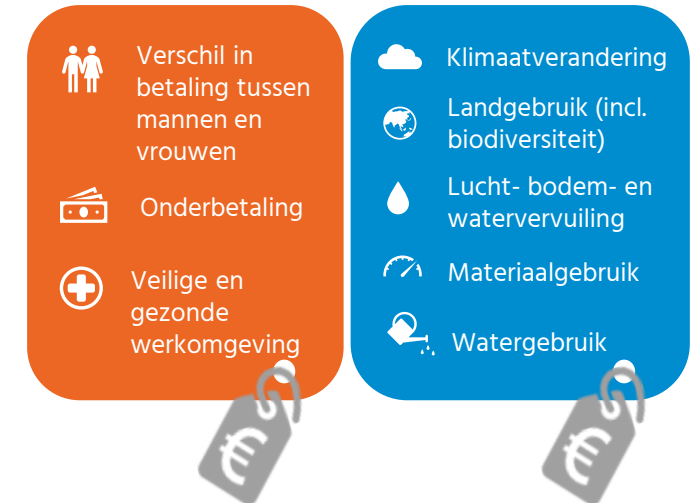 Verschil in
betaling tussen
mannen en
vrouwen
Onderbetaling
Veilige en
gezonde
werkomgeving
Klimaatverandering
Landgebruik (incl.
biodiversiteit)
Lucht- bodem- en
watervervuiling
Materiaalgebruik
Watergebruik
€
€